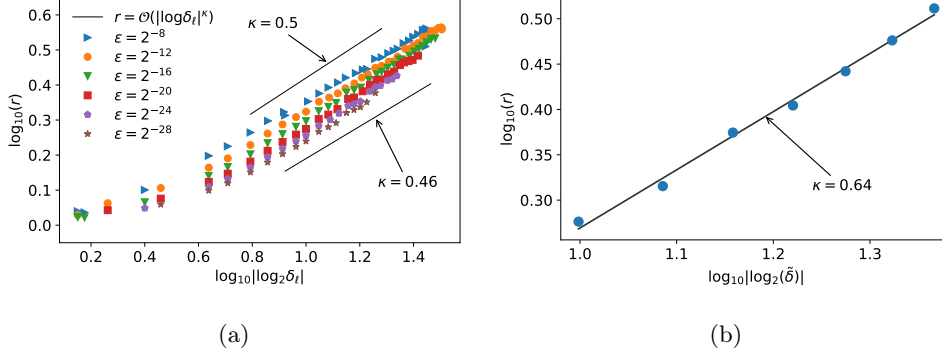 r = 𝒪(|logδℓ|^κ)
ε = 2^−8
ε = 2^−12
ε = 2^−16
ε = 2^−20
ε = 2^−24
ε = 2^−28
κ = 0.5
κ = 0.46
0.6
0.5
0.4
0.3
0.2
0.1
0.0
log₁₀(r)
0.2 0.4 0.6 0.8 1.0 1.2 1.4
log₁₀|log₂δℓ|
(a)
0.50
0.45
0.40
0.35
0.30
log₁₀(r)
κ = 0.64
1.0 1.1 1.2 1.3
log₁₀|log₂(δ̃)|
(b)